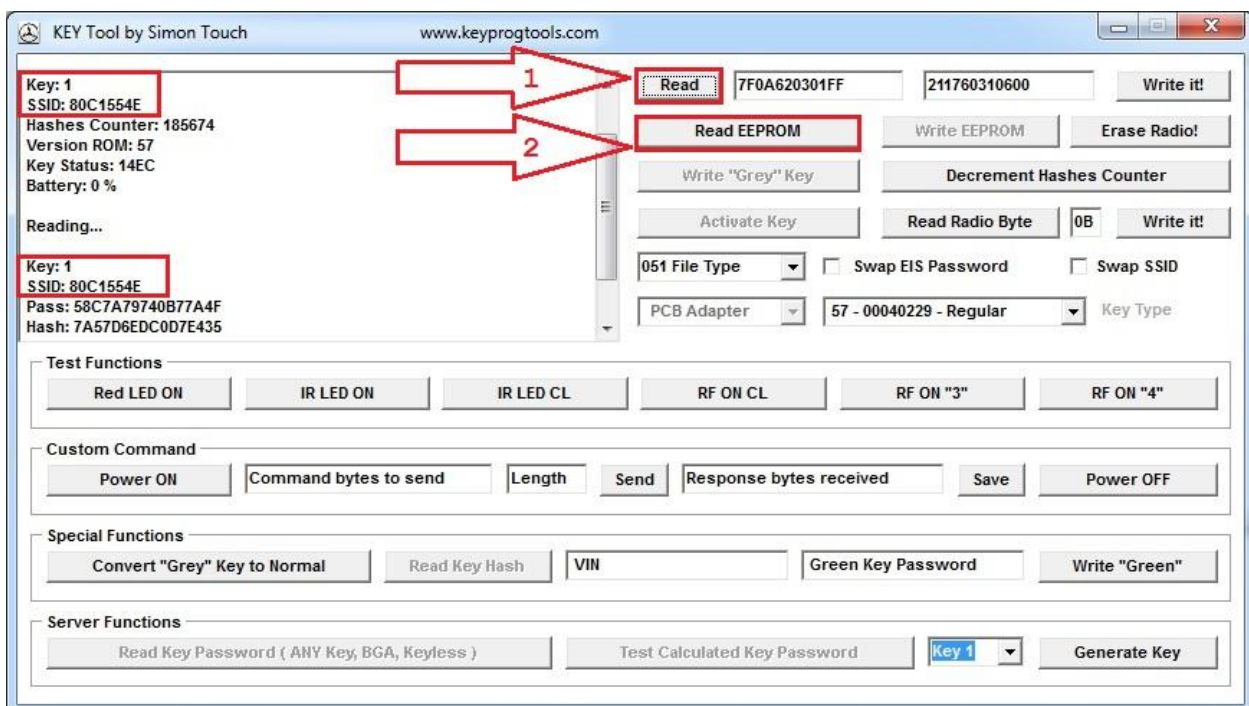 KEY Tool by Simon Touch www.keyprogtools.com
Key: 1
SSID: 80C1554E
Hashes Counter: 185674
Version ROM: 57
Key Status: 14EC
Battery: 0 %
Reading...
Key: 1
SSID: 80C1554E
Pass: 58C7A79740B77A4F
Hash: 7A57D6EDC0D7E435
1
2
Read 7F0A620301FF 211760310600 Write it!
Read EEPROM Write EEPROM Erase Radio!
Write "Grey" Key Decrement Hashes Counter
Activate Key Read Radio Byte 0B Write it!
051 File Type Swap EIS Password Swap SSID
PCB Adapter 57 - 00040229 - Regular Key Type
Test Functions
Red LED ON IR LED ON IR LED CL RF ON CL RF ON "3" RF ON "4"
Custom Command
Power ON Command bytes to send Length Send Response bytes received Save Power OFF
Special Functions
Convert "Grey" Key to Normal Read Key Hash VIN Green Key Password Write "Green"
Server Functions
Read Key Password ( ANY Key, BGA, Keyless ) Test Calculated Key Password Key 1 Generate Key